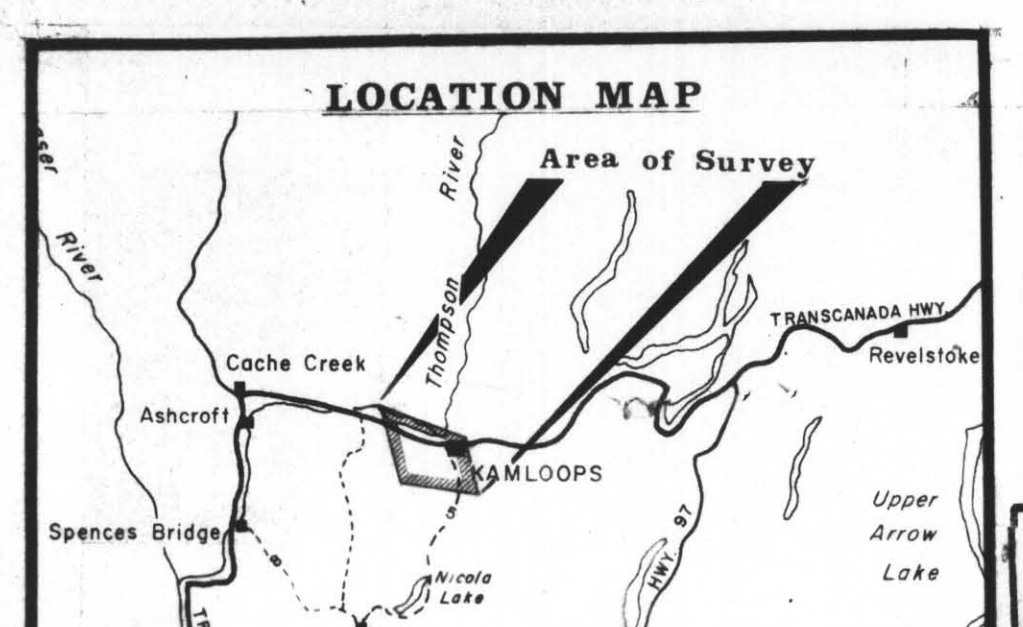 LOCATION MAP
River
Area of Survey
River
Thompson
TRANSCANADA HWY.
Revelstoke
Cache Creek
Ashcroft
KAMLOOPS
Upper
Arrow
Lake
5
97
HWY.
Spences Bridge
8
Nicola
Lake